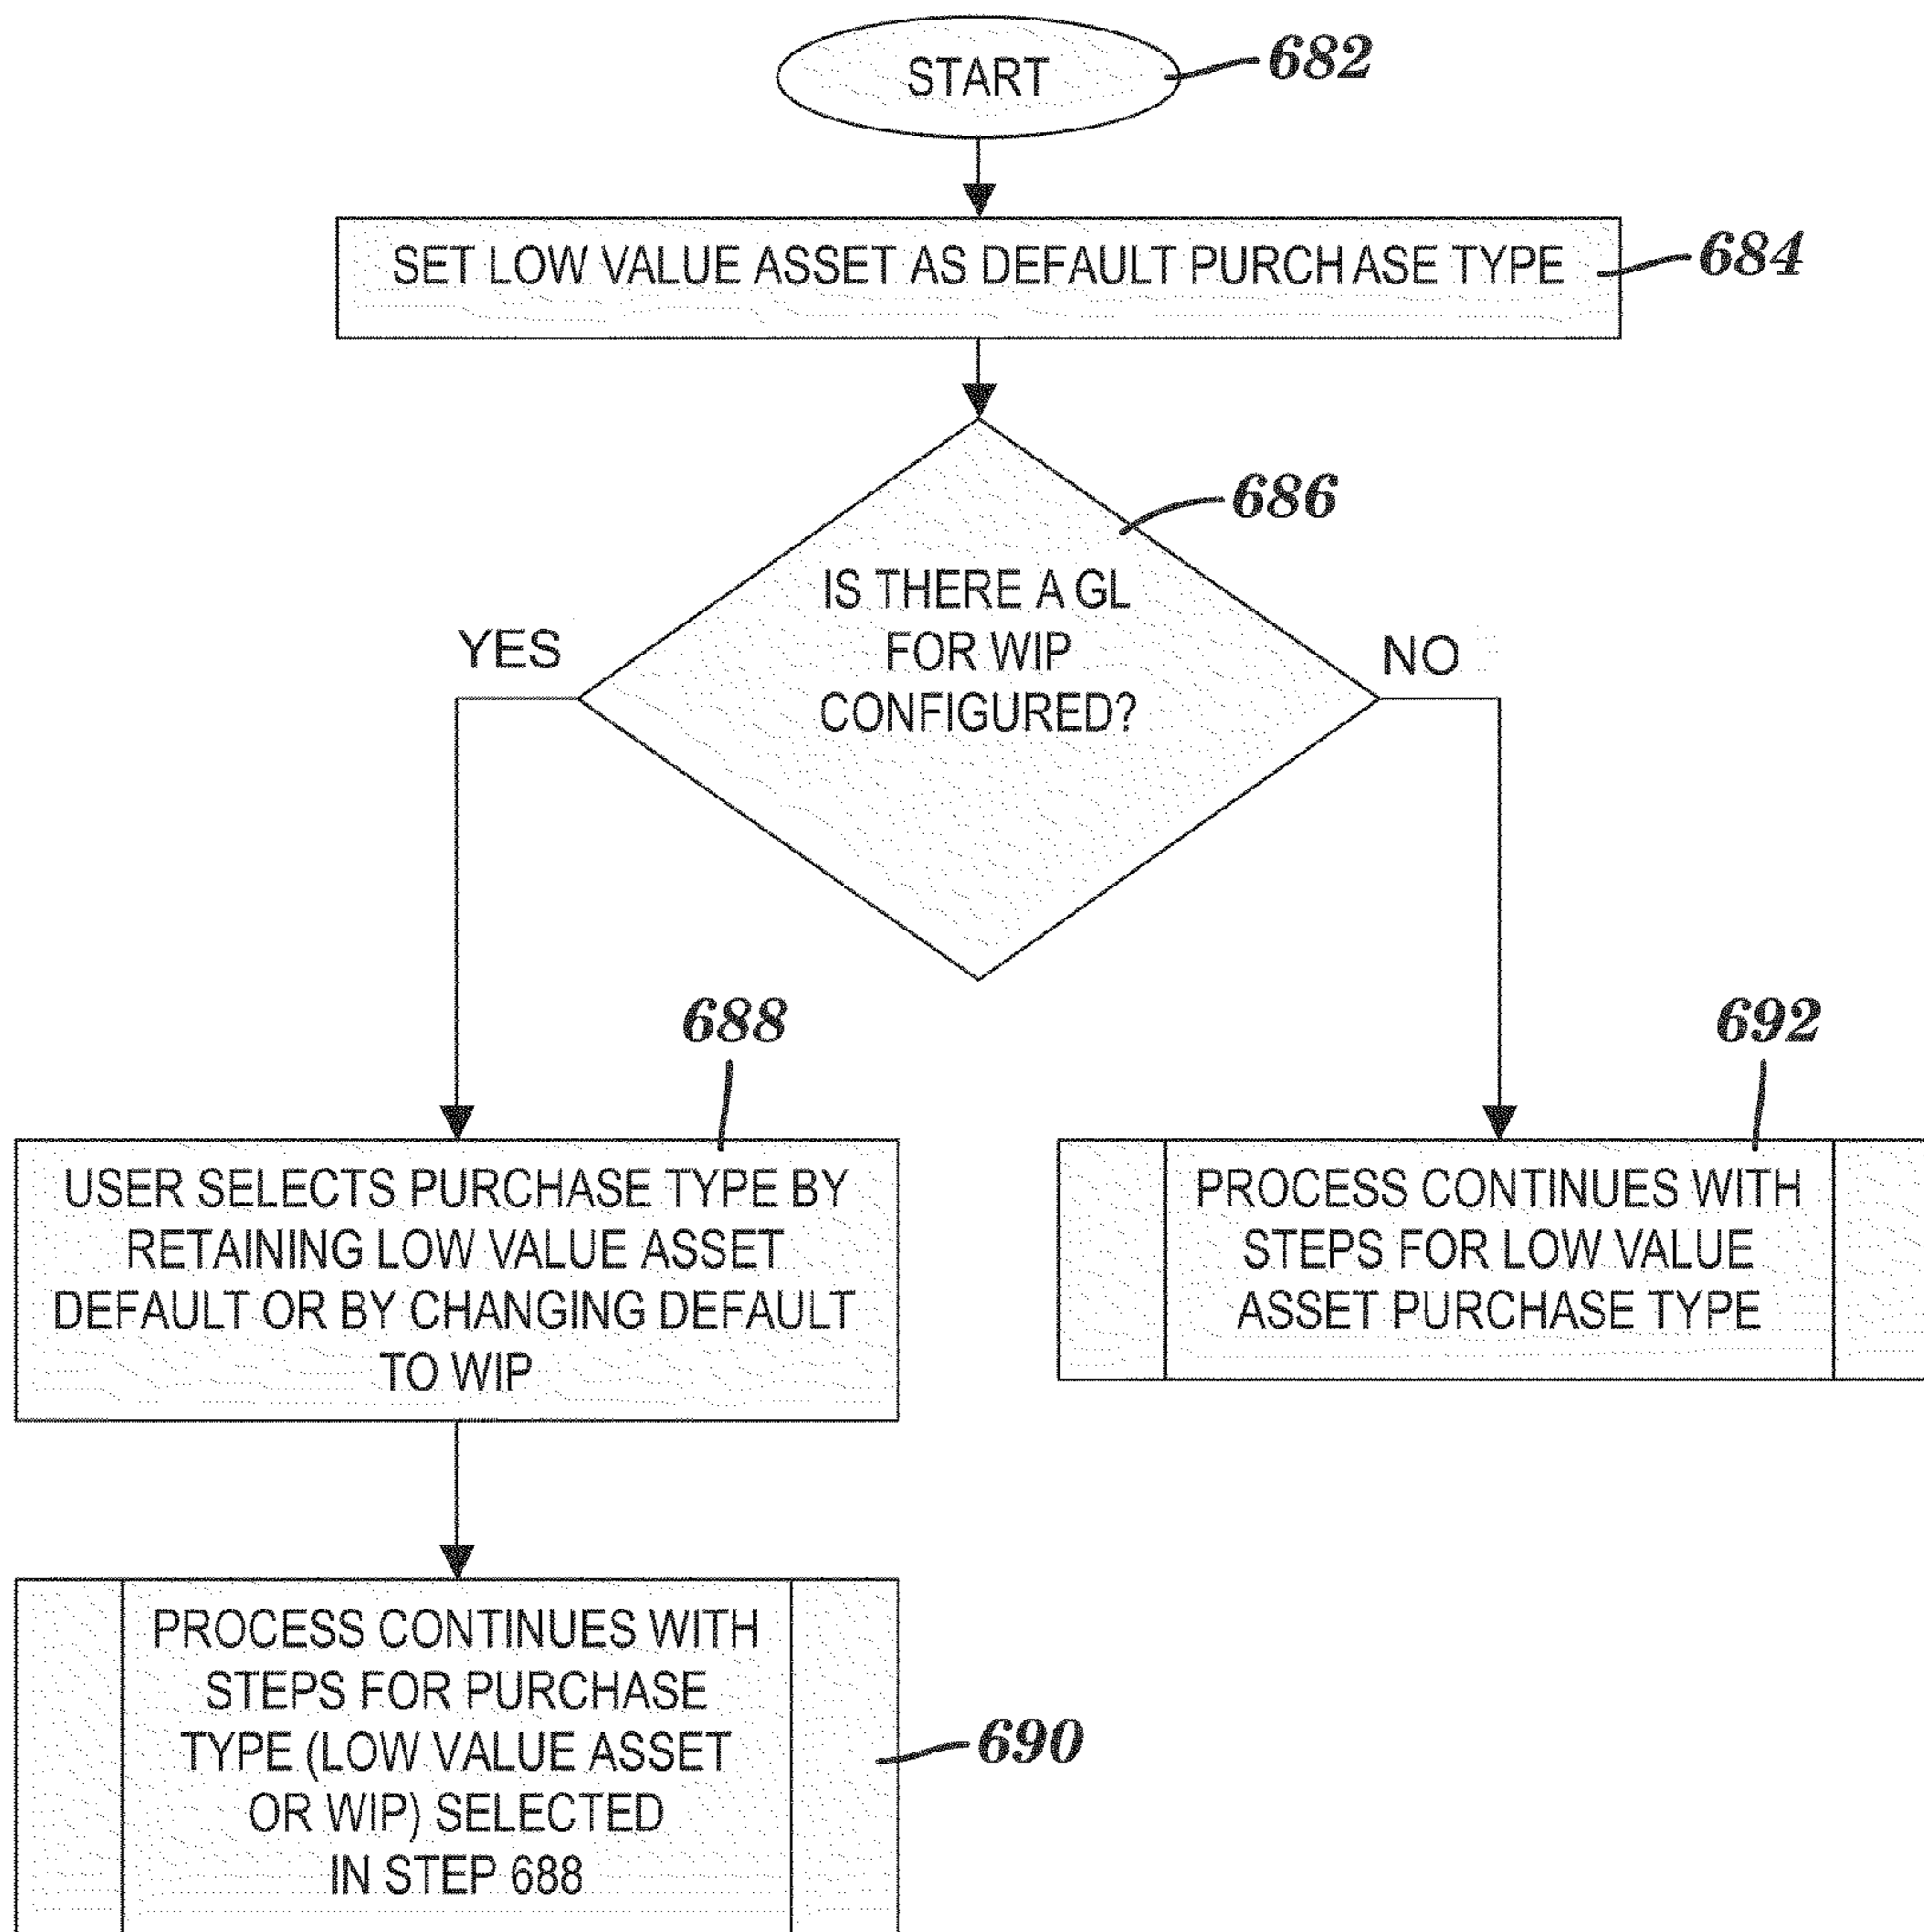 START
682
SET LOW VALUE ASSET AS DEFAULT PURCHASE TYPE
684
686
IS THERE A GL
FOR WIP
CONFIGURED?
YES
NO
688
692
USER SELECTS PURCHASE TYPE BY
RETAINING LOW VALUE ASSET
DEFAULT OR BY CHANGING DEFAULT
TO WIP
PROCESS CONTINUES WITH
STEPS FOR LOW VALUE
ASSET PURCHASE TYPE
PROCESS CONTINUES WITH
STEPS FOR PURCHASE
TYPE (LOW VALUE ASSET
OR WIP) SELECTED
IN STEP 688
690